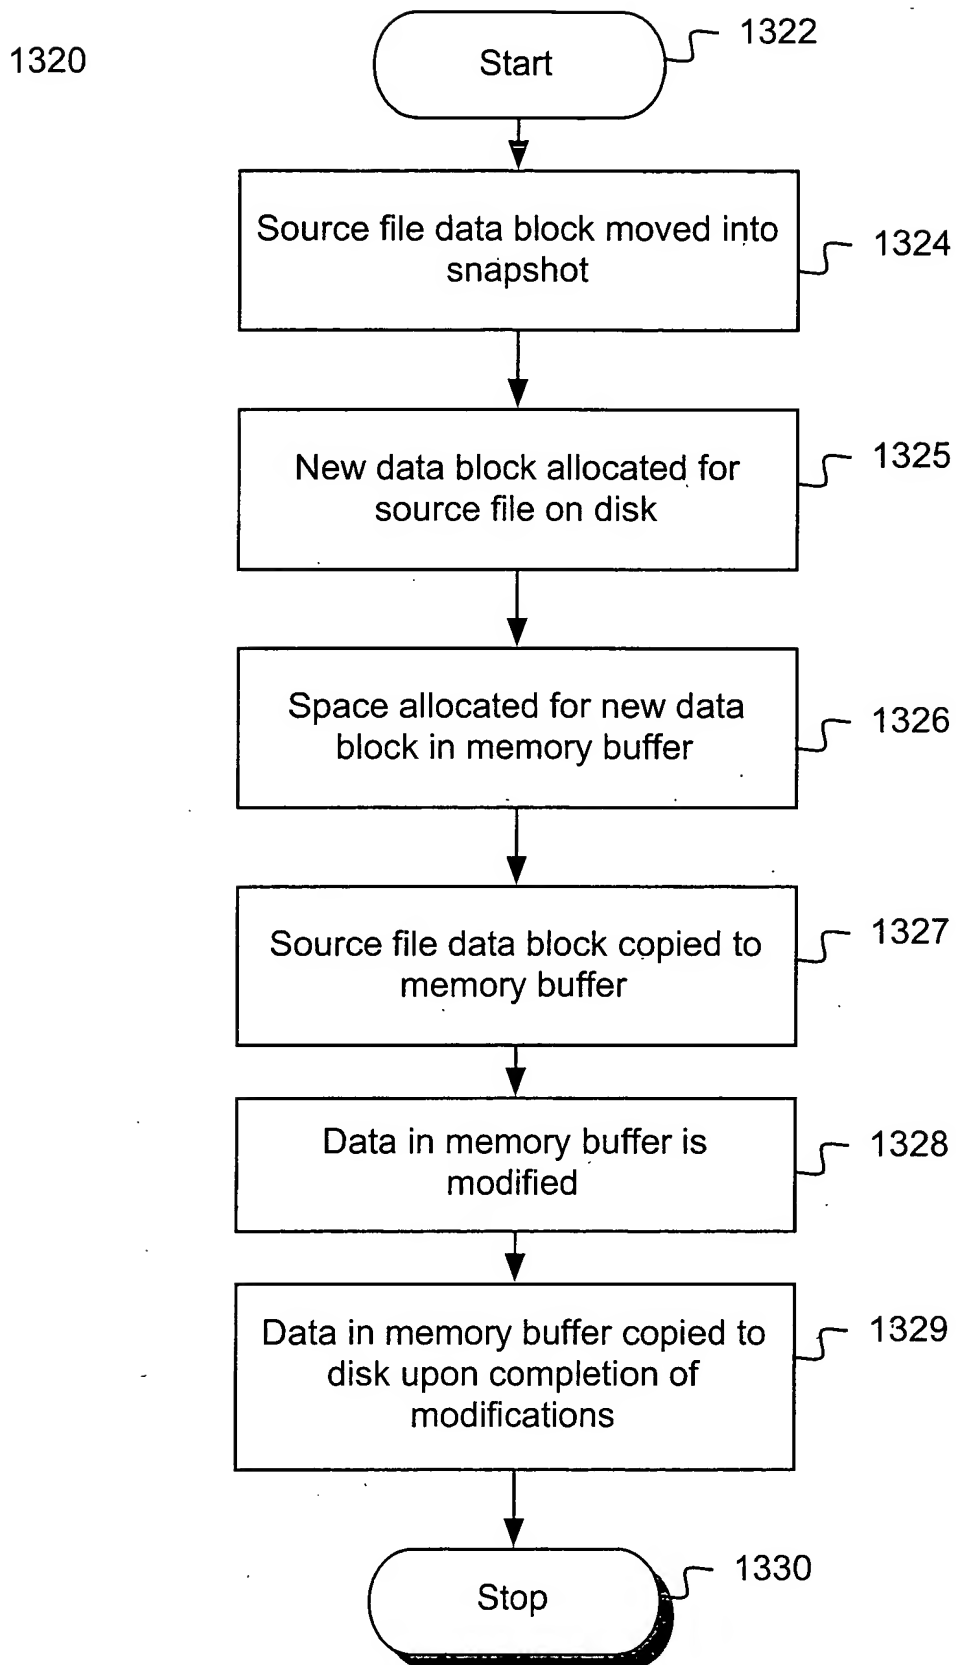 1320
Start
1322
Source file data block moved into
snapshot
1324
New data block allocated for
source file on disk
1325
Space allocated for new data
block in memory buffer
1326
Source file data block copied to
memory buffer
1327
Data in memory buffer is
modified
1328
Data in memory buffer copied to
disk upon completion of
modifications
1329
Stop
1330